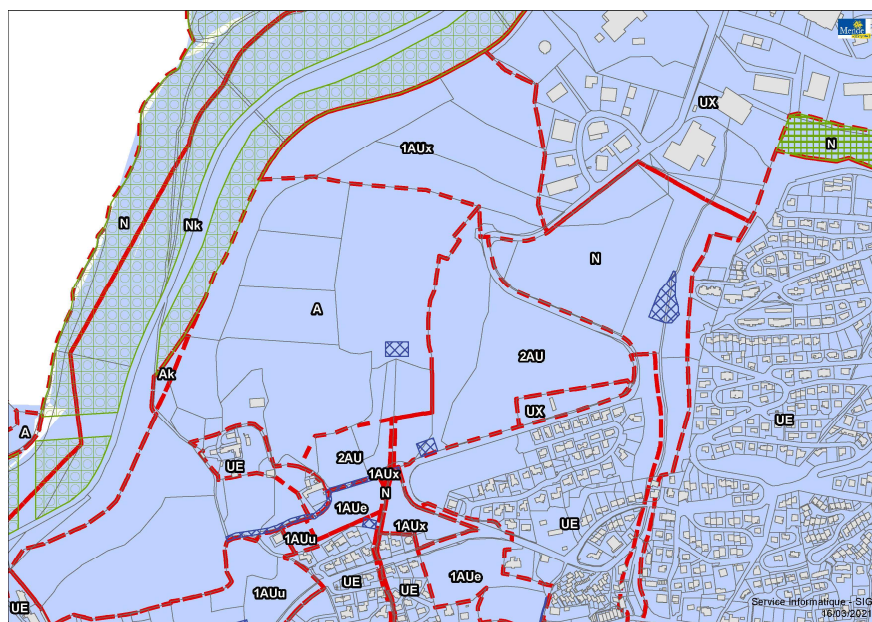 Mende
UX
1AUx
N
N
Nk
N
A
2AU
Ak
UX
UE
A
2AU
UE
1AUx
N
1AUe
1AUx
UE
1AUu
UE
UE
1AUe
1AUu
UE
Service Informatique - SIG
16/03/2021